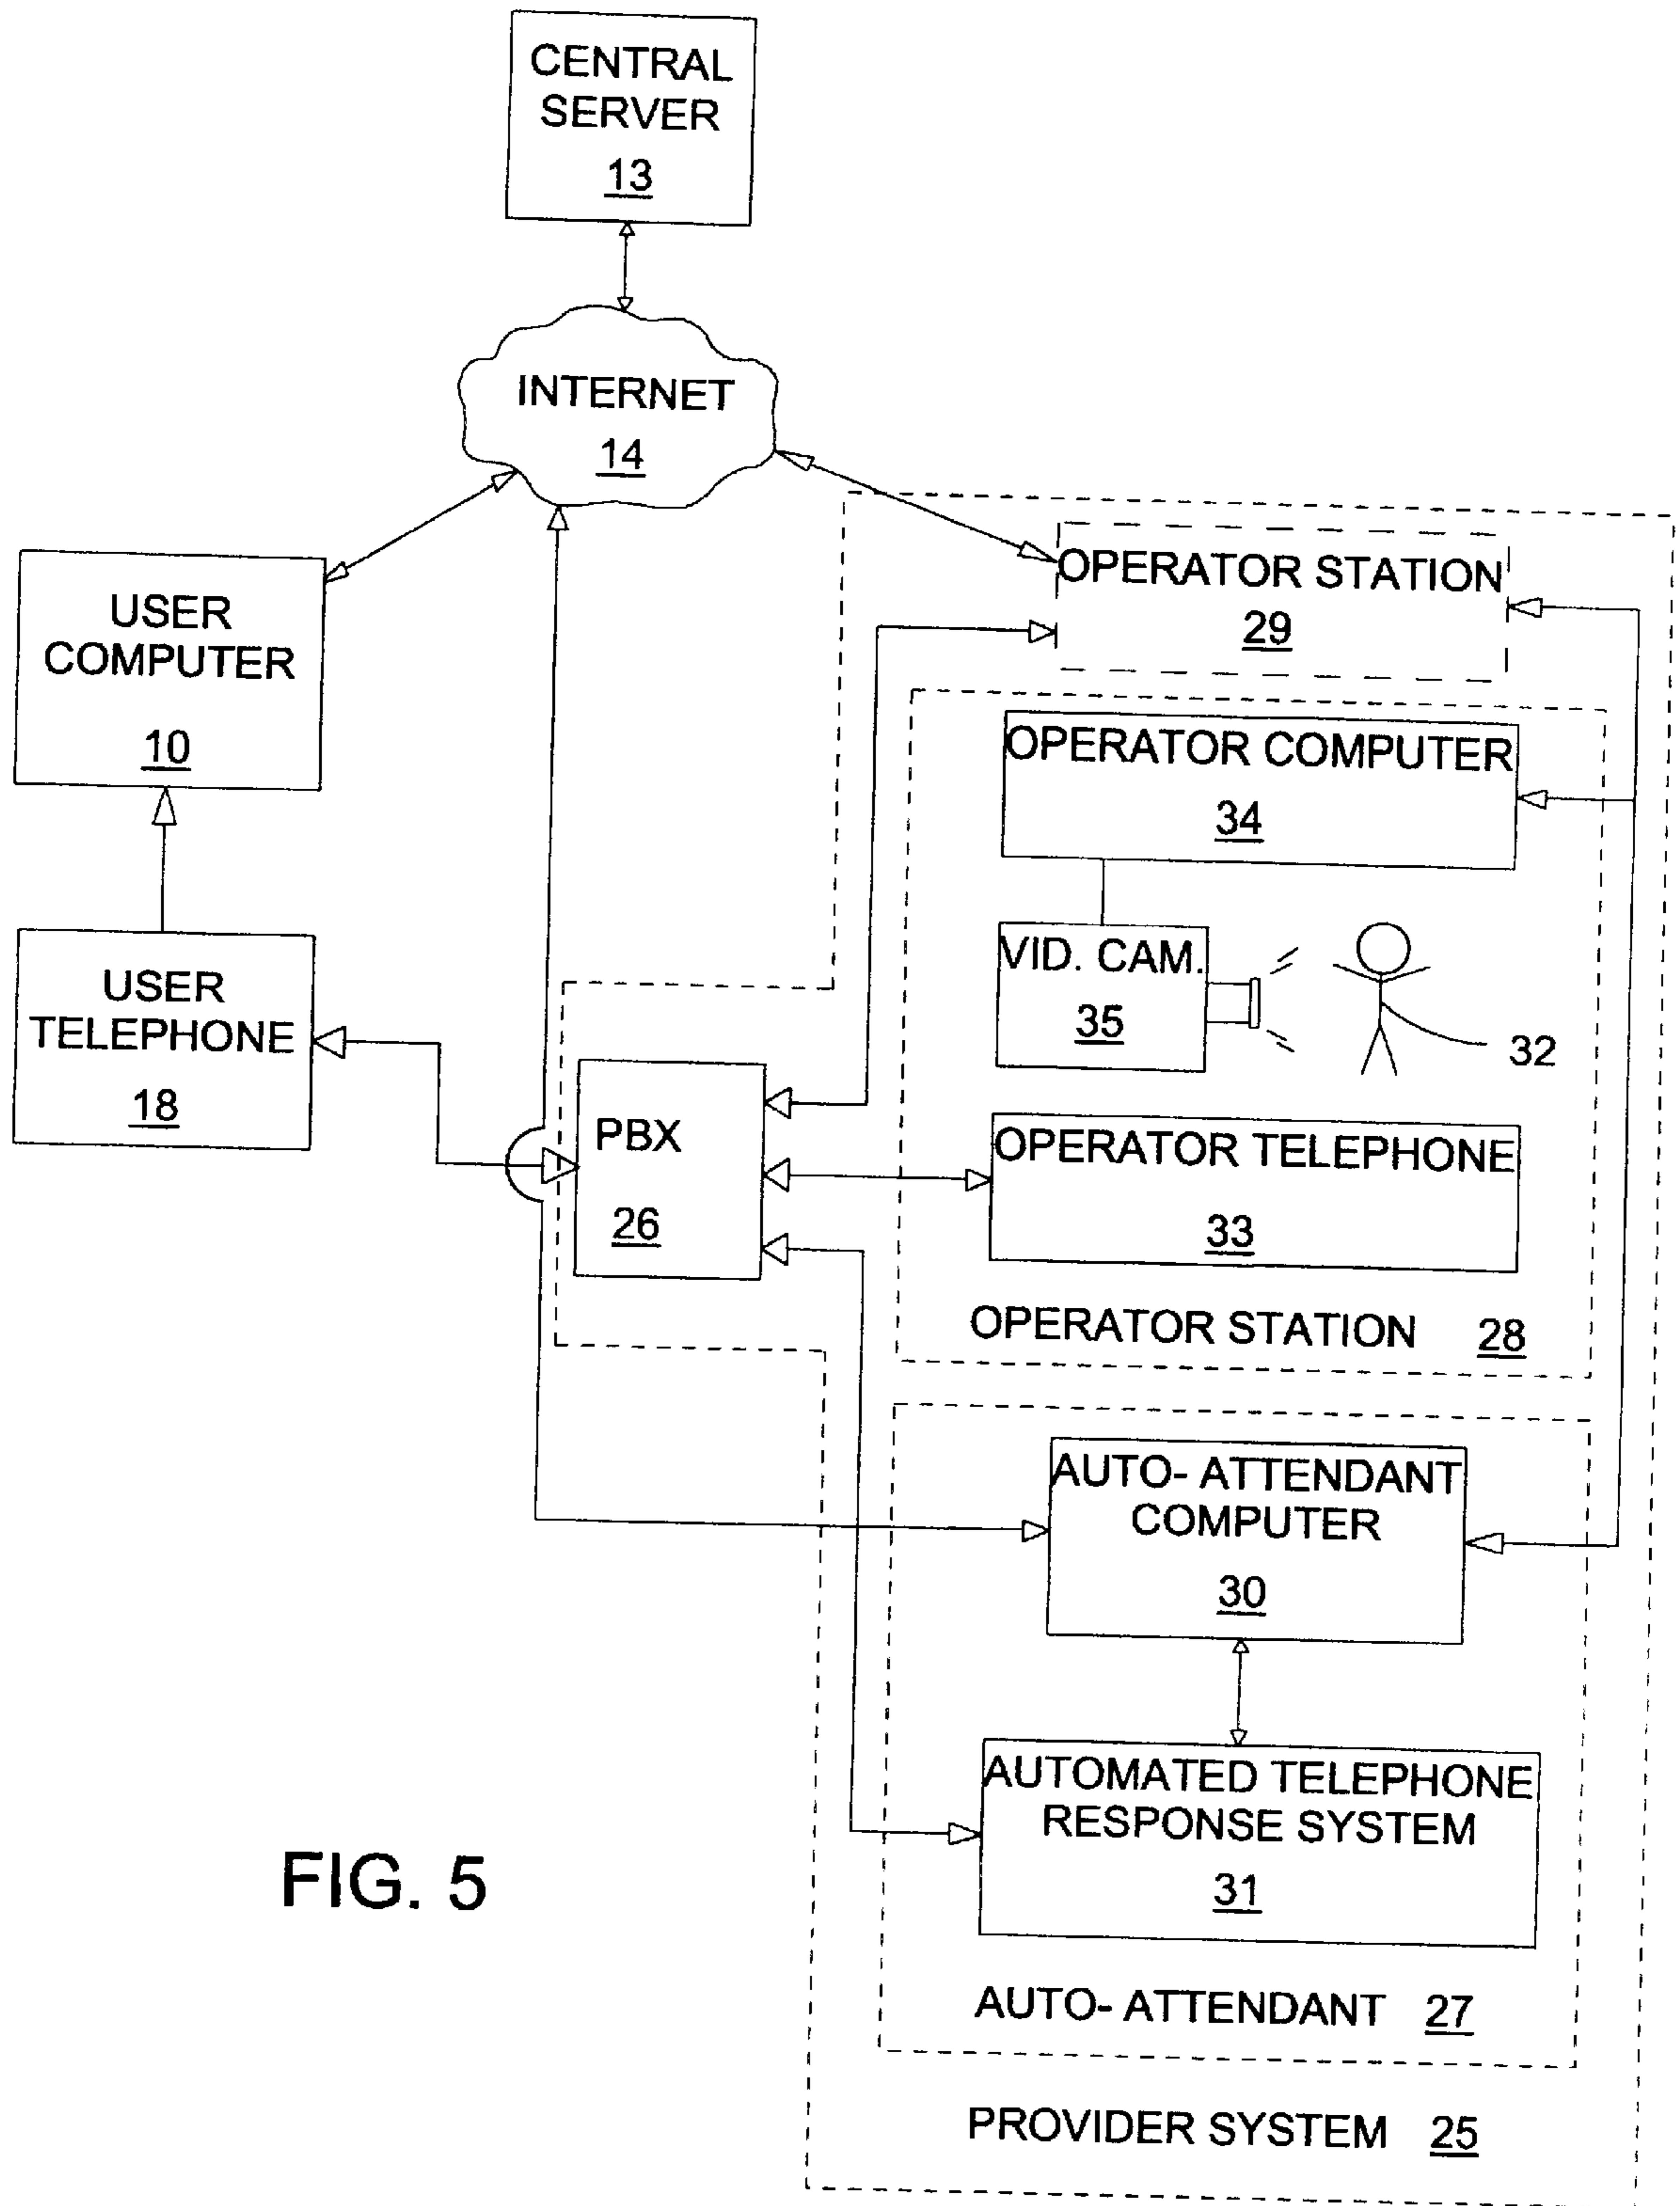 CENTRAL
SERVER
13
INTERNET
14
OPERATOR STATION
29
USER
COMPUTER
10
OPERATOR COMPUTER
34
VID. CAM.
35
32
USER
TELEPHONE
18
PBX
26
OPERATOR TELEPHONE
33
OPERATOR STATION 28
AUTO- ATTENDANT
COMPUTER
30
AUTOMATED TELEPHONE
RESPONSE SYSTEM
31
FIG. 5
AUTO- ATTENDANT 27
PROVIDER SYSTEM 25